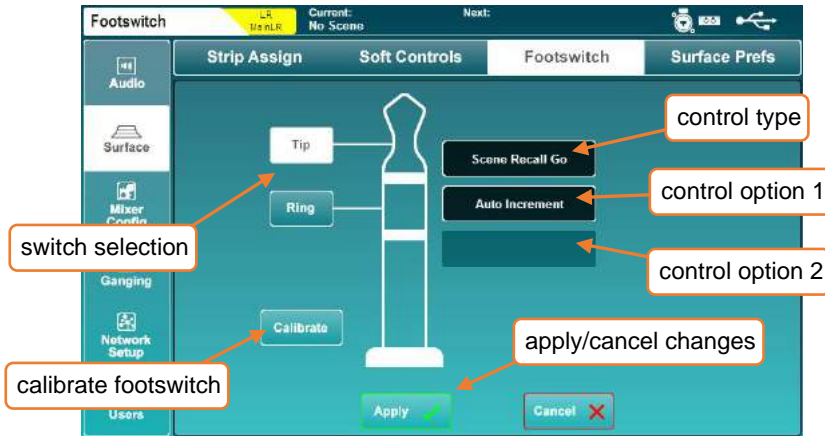 Footswitch
LR
MainLR
Current:
No Scene
Next:
Strip Assign
Soft Controls
Footswitch
Surface Prefs
Audio
Surface
Mixer
Config
Ganging
Network
Setup
Users
Tip
Ring
Calibrate
Scene Recall Go
Auto Increment
Apply
Cancel
control type
control option 1
control option 2
switch selection
apply/cancel changes
calibrate footswitch